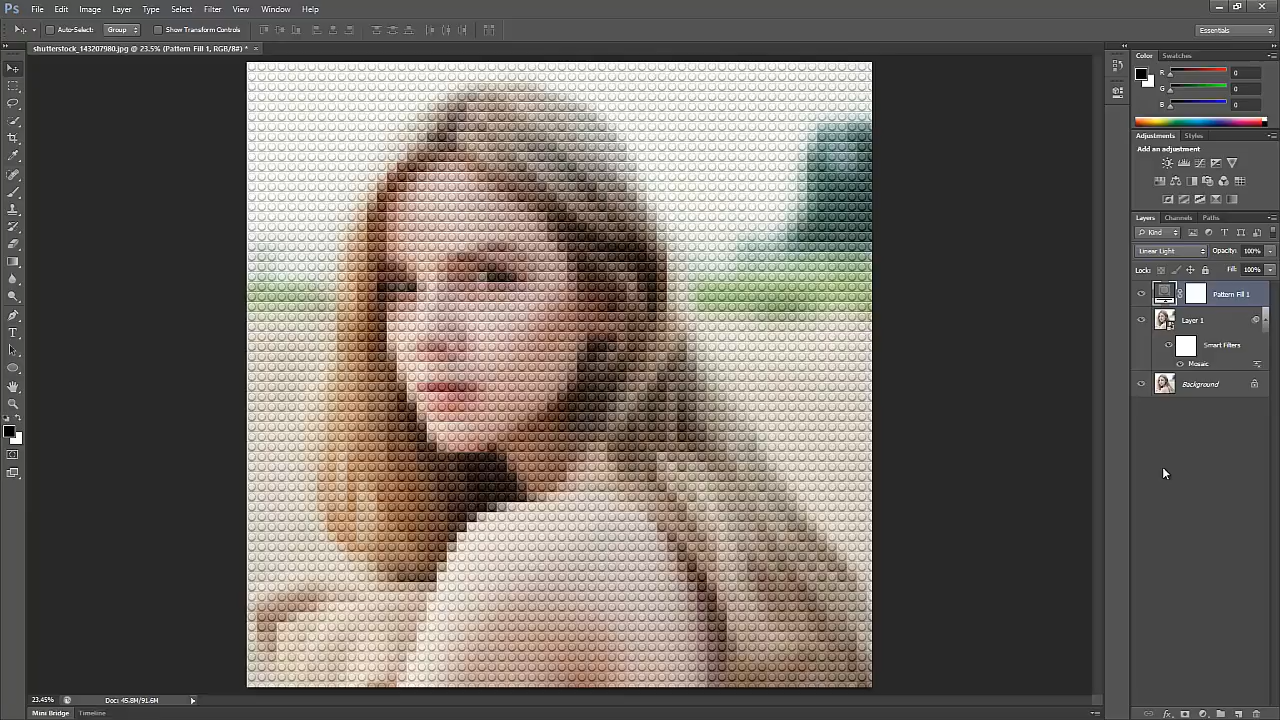 Ps File Edit Image Layer Type Select Filter View Window Help
Auto-Select: Group Show Transform Controls Essentials
shutterstock_143207980.jpg @ 23.5% (Pattern Fill 1, RGB/8#) * ×
Color Swatches
R 0
G 0
B 0
Adjustments Styles
Add an adjustment
Layers Channels Paths
Kind
Linear Light Opacity: 100%
Lock: Fill: 100%
Pattern Fill 1
Layer 1
Smart Filters
Mosaic
Background
23.45% Doc: 45.8M/91.6M
Mini Bridge Timeline